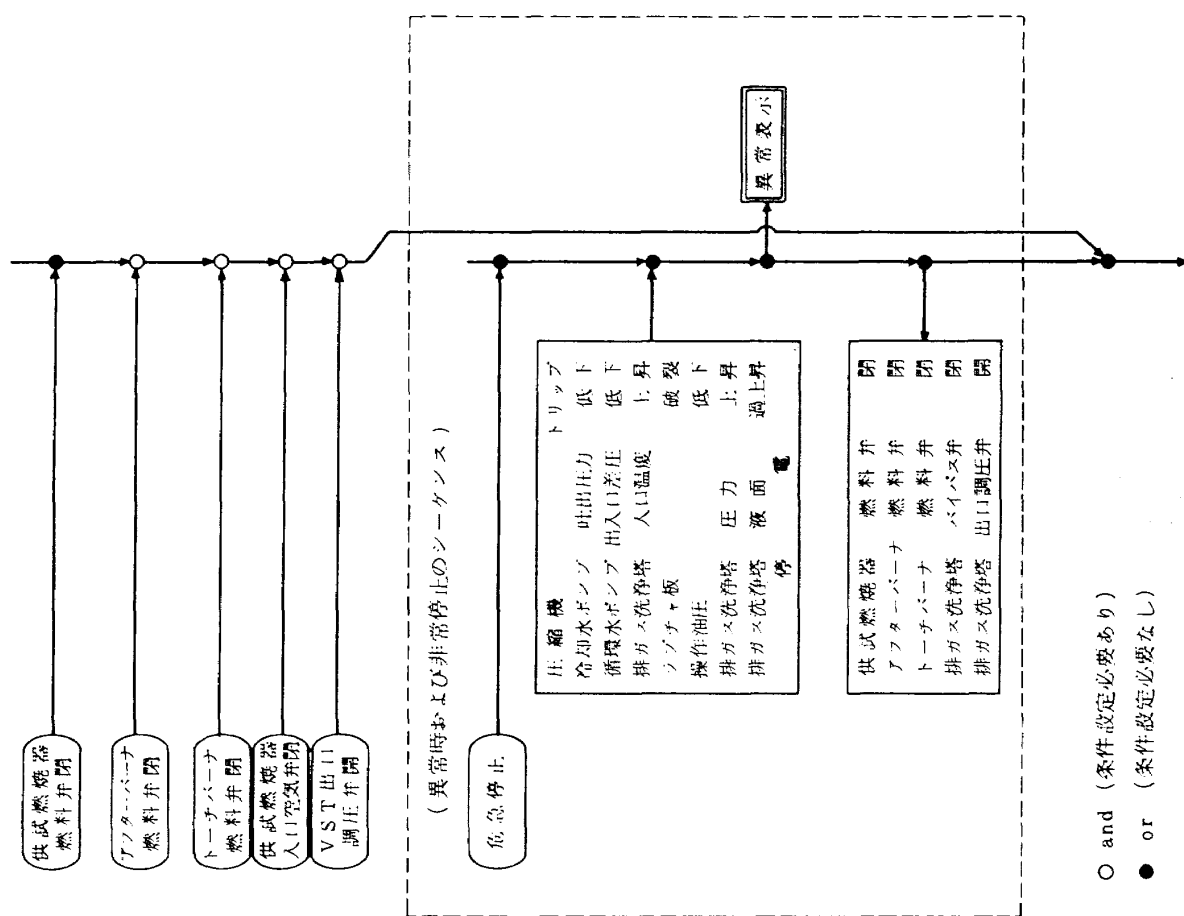 供試燃焼器
燃料弁閉
アフターバーナ
燃料弁閉
トーチバーナ
燃料弁閉
供試燃焼器
入口空気弁閉
VST出口
調圧弁開
(異常時および非常停止のシーケンス)
危急停止
圧縮機 トリップ
冷却水ポンプ 吐出圧力 低下
循環水ポンプ 出入口差圧 低下
排ガス洗浄塔 入口温度 上昇
ラプチャ板 破裂
操作油圧 低下
排ガス洗浄塔 圧力 上昇
排ガス洗浄塔 液面 過上昇
停電
異常表示
供試燃焼器 燃料弁 閉
アフターバーナ 燃料弁 閉
トーチバーナ 燃料弁 閉
排ガス洗浄塔 バイパス弁 閉
排ガス洗浄塔 出口調圧弁 開
○ and (条件設定必要あり)
● or (条件設定必要なし)